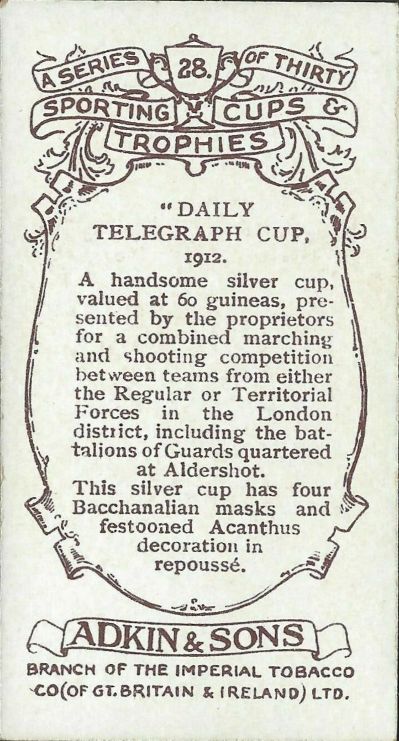 A SERIES 28. OF THIRTY
SPORTING CUPS &
TROPHIES
"DAILY
TELEGRAPH CUP,
1912.
A handsome silver cup,
valued at 60 guineas, pre-
sented by the proprietors
for a combined marching
and shooting competition
between teams from either
the Regular or Territorial
Forces in the London
district, including the bat-
talions of Guards quartered
at Aldershot.
This silver cup has four
Bacchanalian masks and
festooned Acanthus
decoration in
repoussé.
ADKIN & SONS
BRANCH OF THE IMPERIAL TOBACCO
CO (OF GT. BRITAIN & IRELAND) LTD.